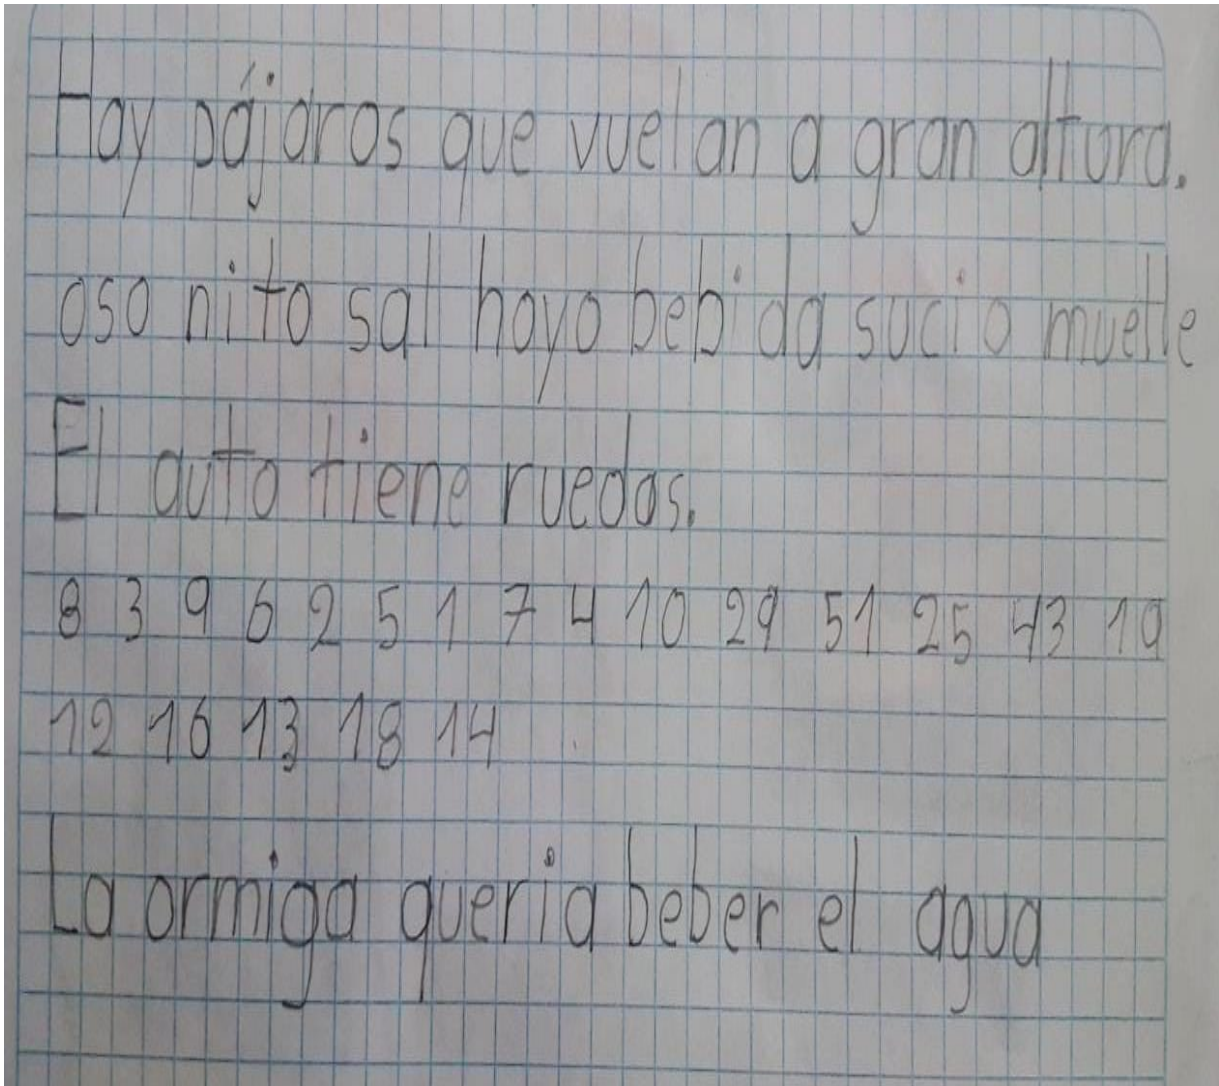 Hay pájaros que vuelan a gran altura.
oso nito sal hoyo bebida sucio muelle
El auto tiene ruedas.
8 3 9 6 2 5 1 7 4 10 29 51 25 43 19
12 16 13 18 14
La ormiga queria beber el agua